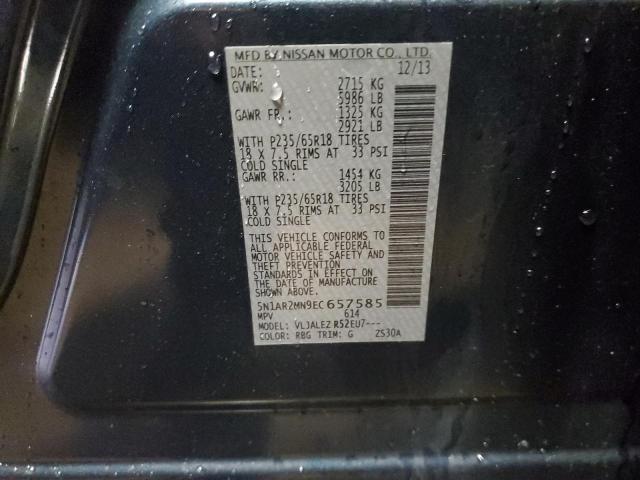 MFD BY NISSAN MOTOR CO., LTD.
DATE: 12/13
GVWR: 2715 KG
5986 LB
GAWR FR.: 1325 KG
2921 LB
WITH P235/65R18 TIRES
18 X 7.5 RIMS AT 33 PSI
COLD SINGLE
GAWR RR.: 1454 KG
3205 LB
WITH P235/65R18 TIRES
18 X 7.5 RIMS AT 33 PSI
COLD SINGLE
THIS VEHICLE CONFORMS TO
ALL APPLICABLE FEDERAL
MOTOR VEHICLE SAFETY AND
THEFT PREVENTION
STANDARDS IN EFFECT ON
THE DATE OF MANUFACTURE
SHOWN ABOVE.
5N1AR2MN9EC657585
MPV 614
MODEL: VLJALEZ R52EU7---
COLOR: RBG TRIM: G ZS30A